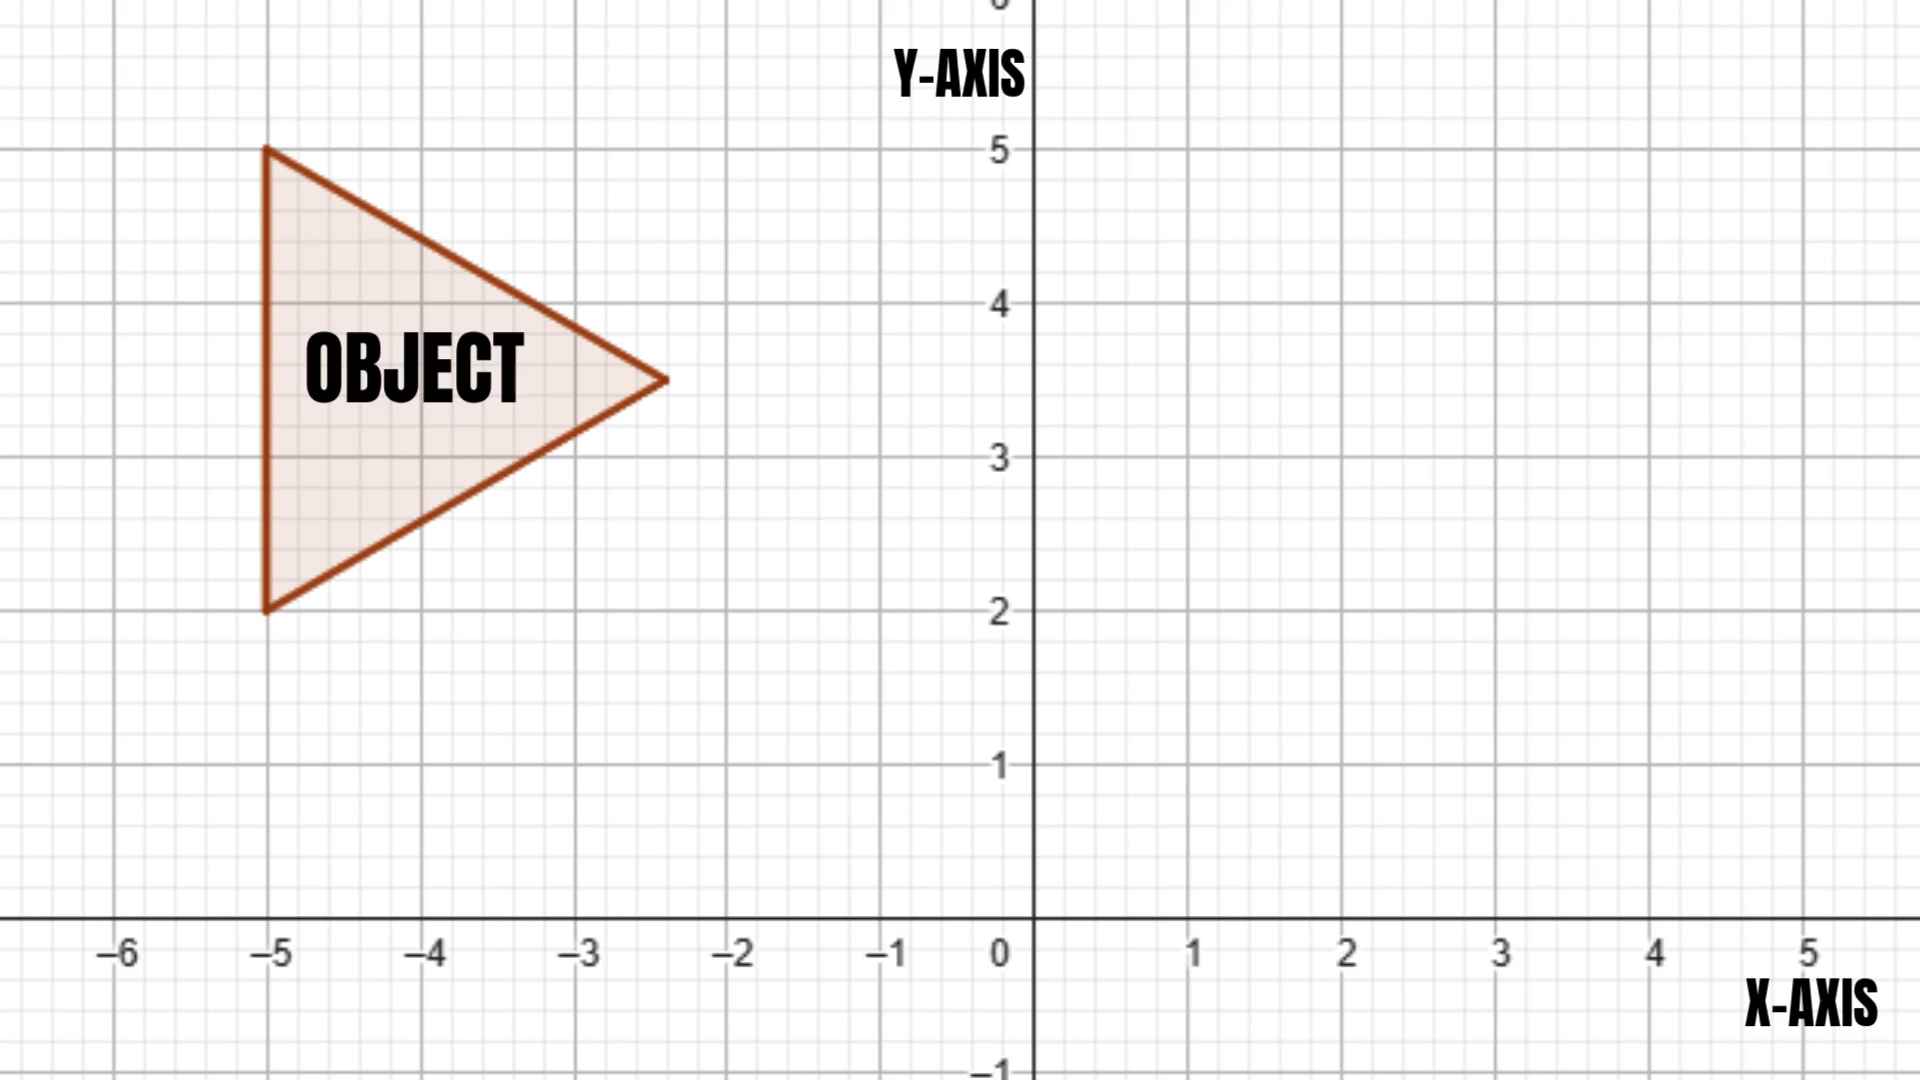 Y-AXIS
5
4
OBJECT
3
2
1
–6 –5 –4 –3 –2 –1 0 1 2 3 4 5
X-AXIS
–1